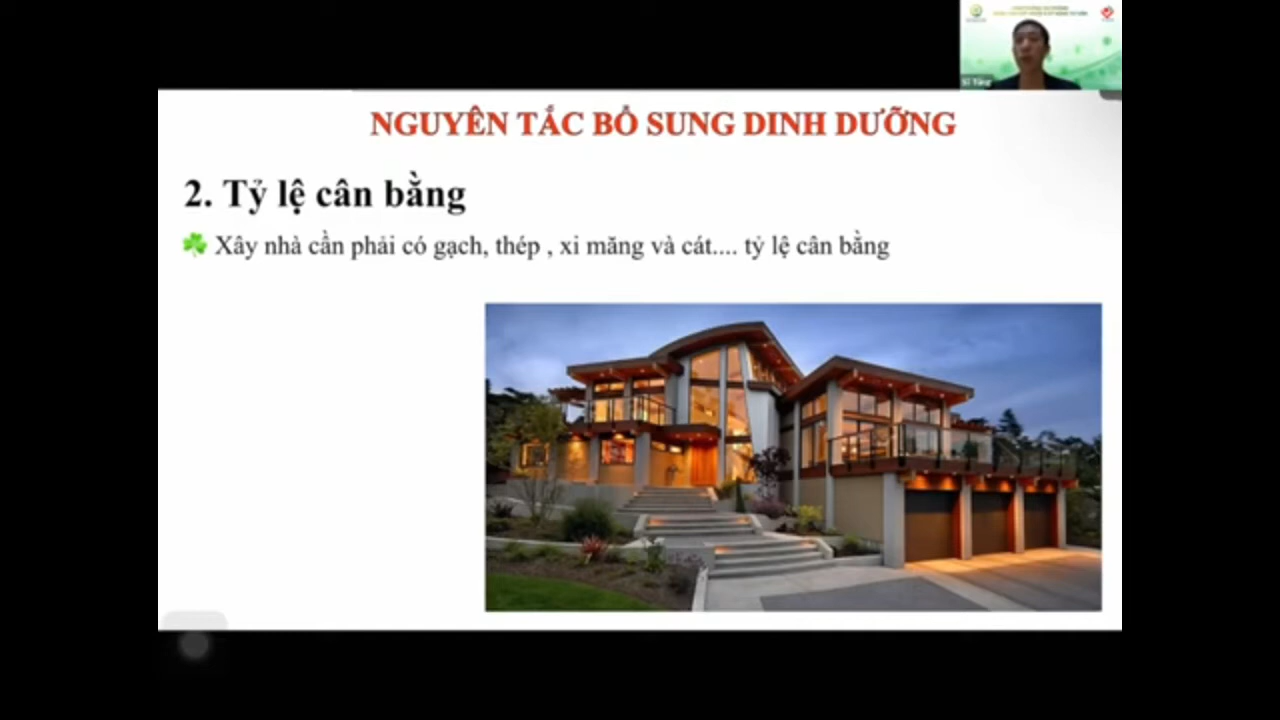 NGUYÊN TẮC BỔ SUNG DINH DƯỠNG
2. Tỷ lệ cân bằng
Xây nhà cần phải có gạch, thép , xi măng và cát.... tỷ lệ cân bằng